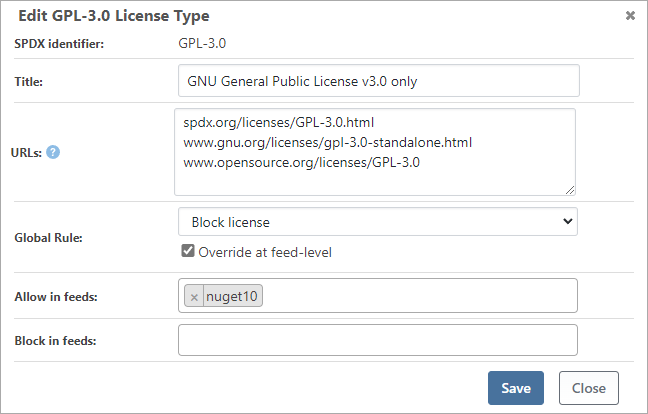 Edit GPL-3.0 License Type ×
SPDX identifier: GPL-3.0
Title: GNU General Public License v3.0 only
URLs: ?
spdx.org/licenses/GPL-3.0.html
www.gnu.org/licenses/gpl-3.0-standalone.html
www.opensource.org/licenses/GPL-3.0
Global Rule: Block license
Override at feed-level
Allow in feeds: × nuget10
Block in feeds:
Save Close